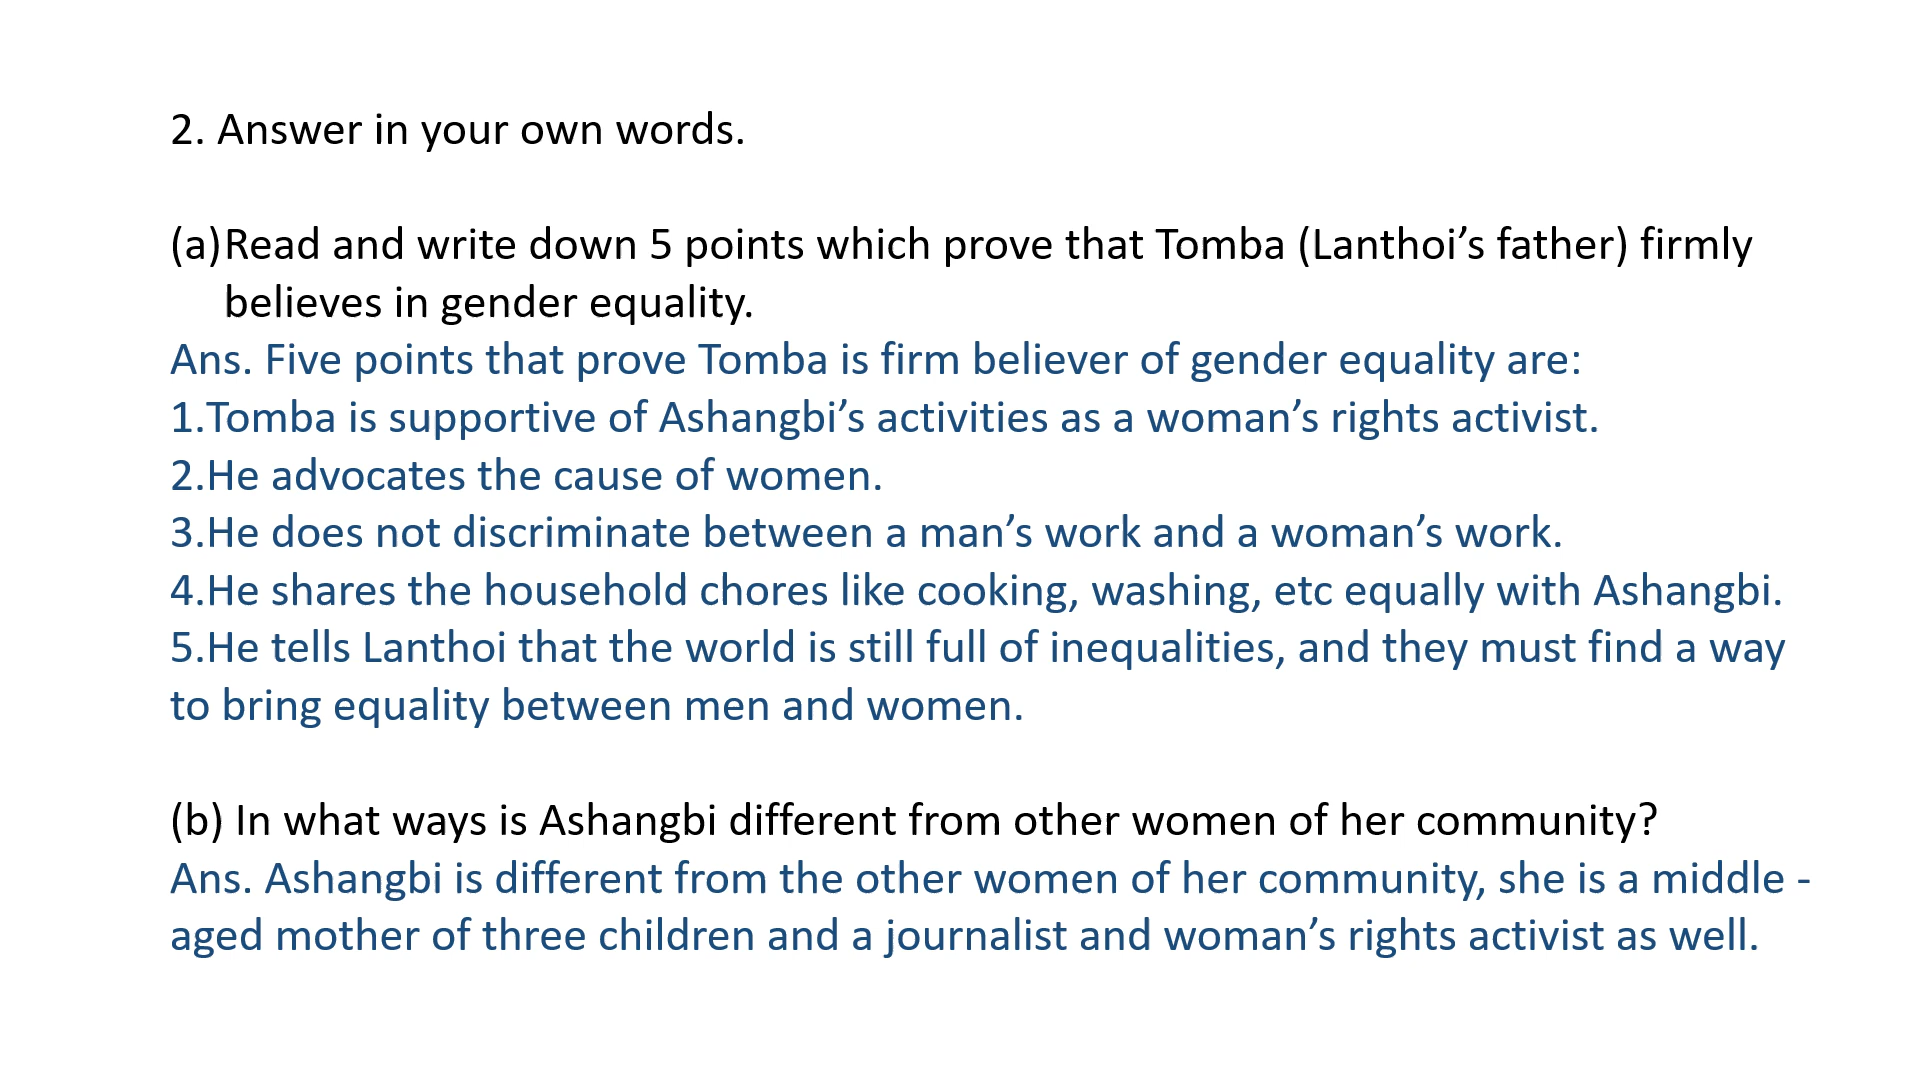 2. Answer in your own words.
(a)Read and write down 5 points which prove that Tomba (Lanthoi’s father) firmly
believes in gender equality.
Ans. Five points that prove Tomba is firm believer of gender equality are:
1.Tomba is supportive of Ashangbi’s activities as a woman’s rights activist.
2.He advocates the cause of women.
3.He does not discriminate between a man’s work and a woman’s work.
4.He shares the household chores like cooking, washing, etc equally with Ashangbi.
5.He tells Lanthoi that the world is still full of inequalities, and they must find a way
to bring equality between men and women.
(b) In what ways is Ashangbi different from other women of her community?
Ans. Ashangbi is different from the other women of her community, she is a middle -
aged mother of three children and a journalist and woman’s rights activist as well.